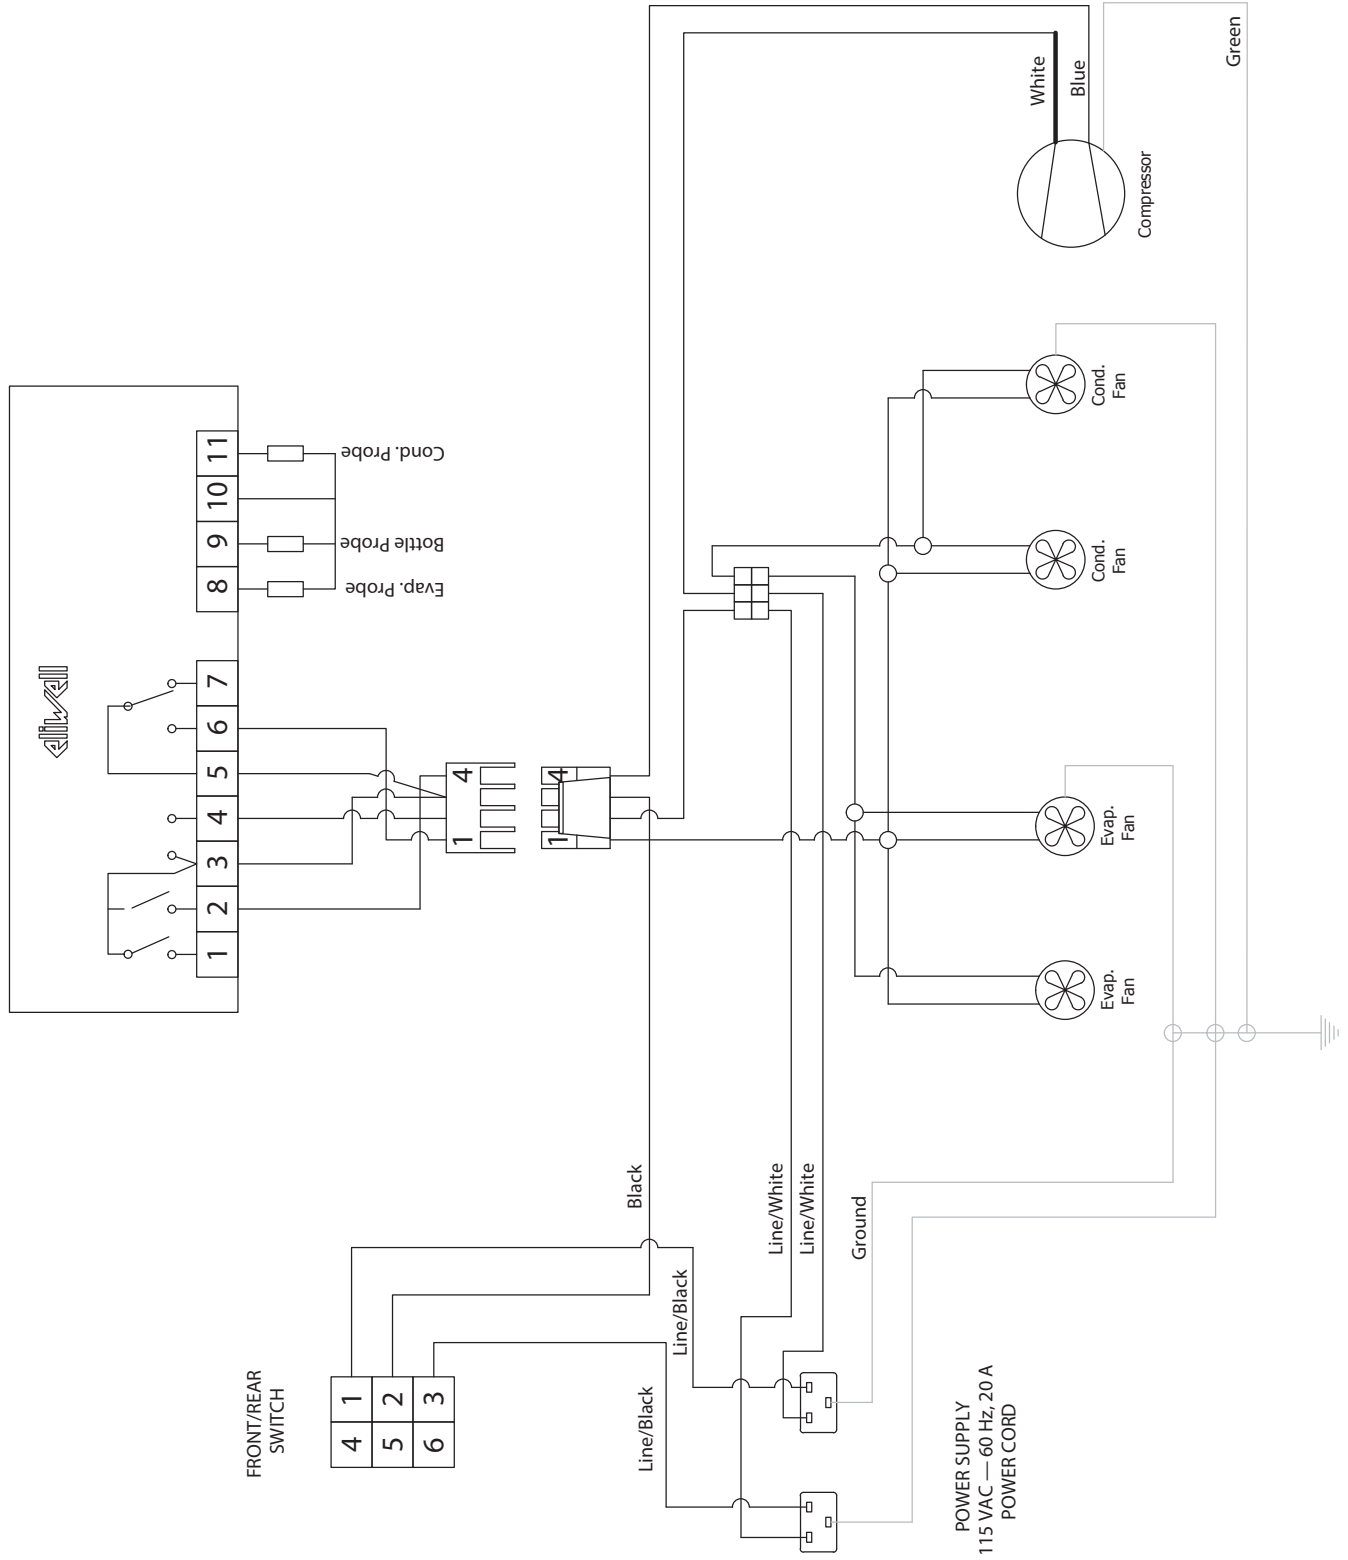 eliwell
1
2
3
4
5
6
7
8
9
10
11
Evap. Probe
Bottle Probe
Cond. Probe
1
4
1
4
White
Blue
Green
Compressor
Cond.
Fan
Cond.
Fan
Evap.
Fan
Evap.
Fan
Black
Line/White
Line/White
Ground
Line/Black
Line/Black
FRONT/REAR
SWITCH
4 1
5 2
6 3
POWER SUPPLY
115 VAC — 60 Hz, 20 A
POWER CORD